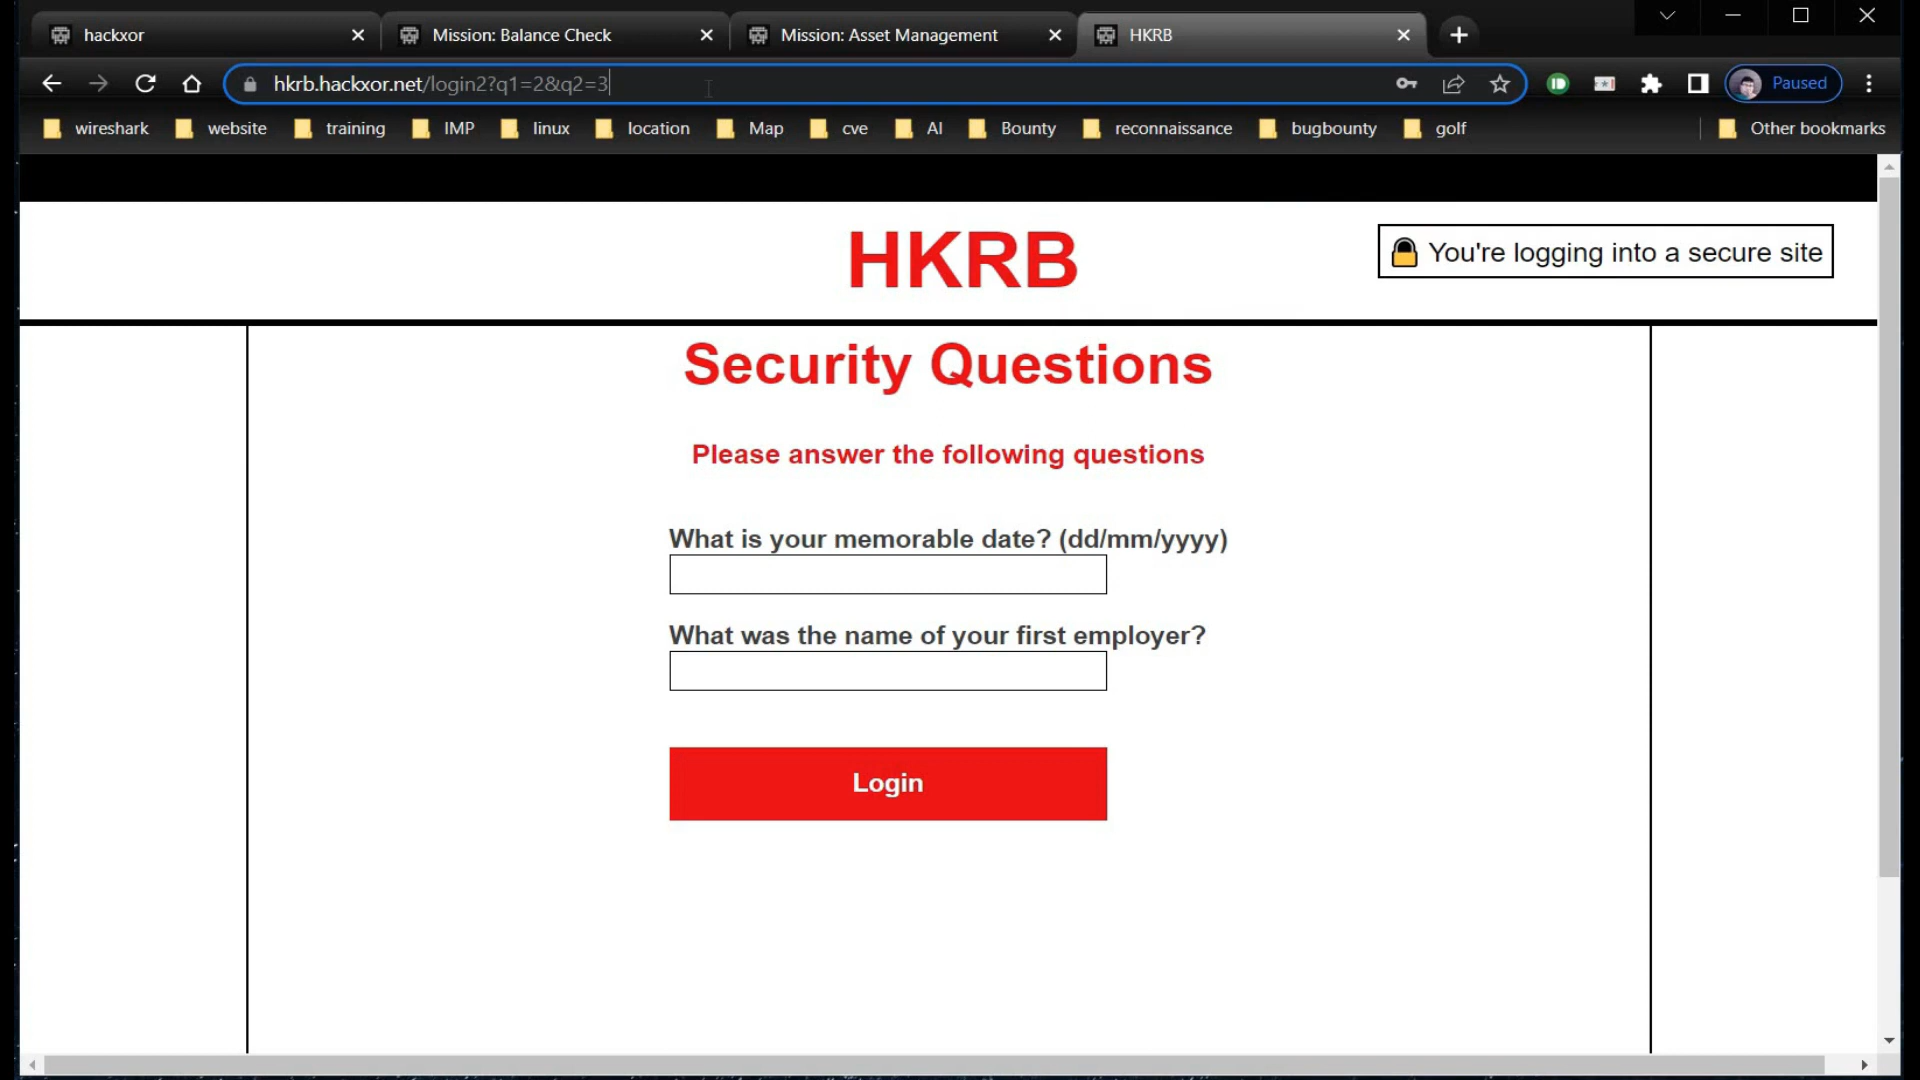 hackxor
Mission: Balance Check
Mission: Asset Management
HKRB
hkrb.hackxor.net/login2?q1=2&q2=3
Paused
wireshark website training IMP linux location Map cve AI Bounty reconnaissance bugbounty golf Other bookmarks
HKRB
You're logging into a secure site
Security Questions
Please answer the following questions
What is your memorable date? (dd/mm/yyyy)
What was the name of your first employer?
Login